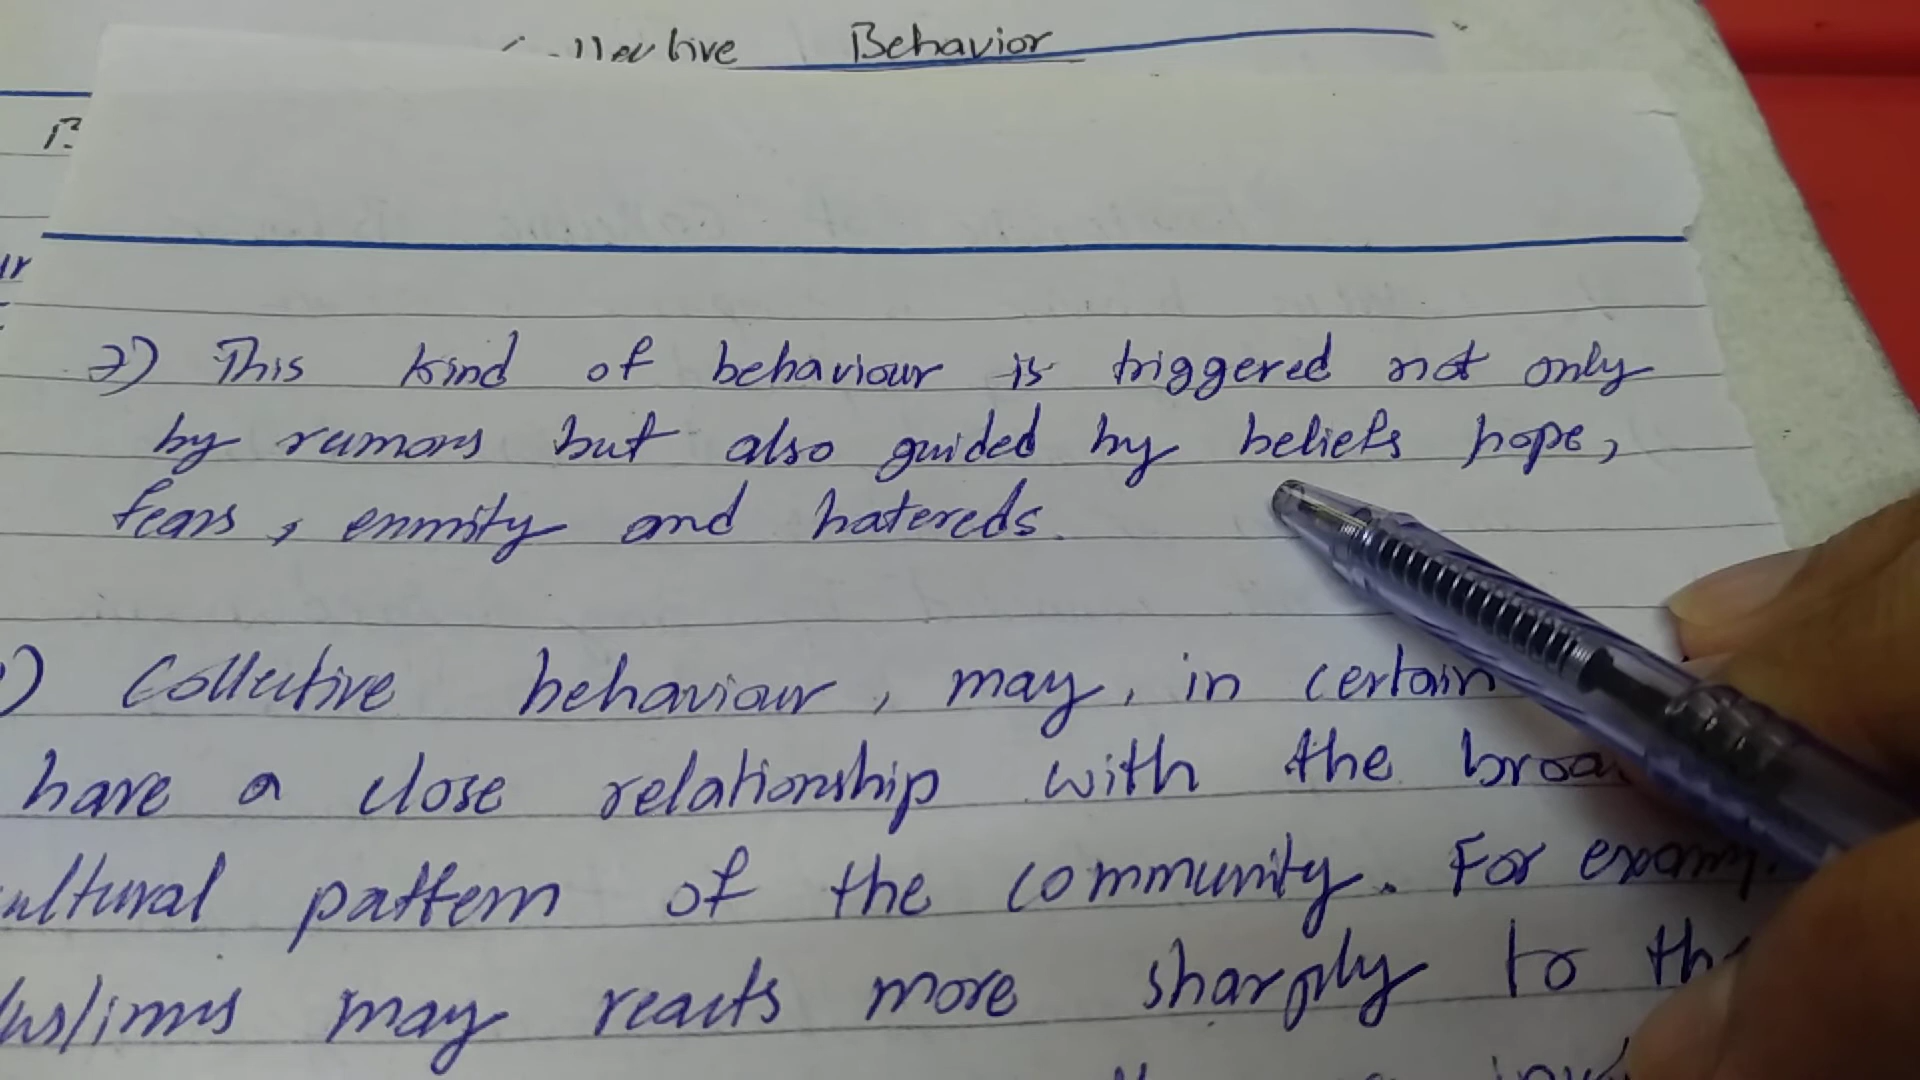 Behavior
7) This kind of behaviour is triggered not only
by rumors but also guided by beliefs hope,
fears, enmity and hatereds.
) Collective behaviour, may, in certain
have a close relationship with the
pattern of the community. For
may reacts more sharply to